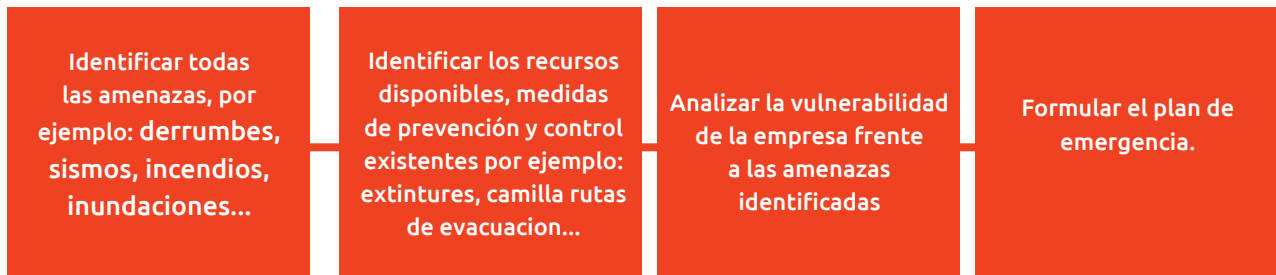 Identificar todas
las amenazas, por
ejemplo: derrumbes,
sismos, incendios,
inundaciones...
Identificar los recursos
disponibles, medidas
de prevención y control
existentes por ejemplo:
extintures, camilla rutas
de evacuacion...
Analizar la vulnerabilidad
de la empresa frente
a las amenazas
identificadas
Formular el plan de
emergencia.